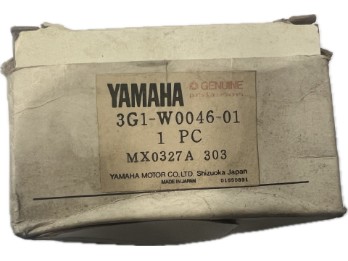 YAMAHA GENUINE
3G1-W0046-01
1 PC
MX0327A 303
YAMAHA MOTOR CO.,LTD. Shizuoka Japan
MADE IN JAPAN